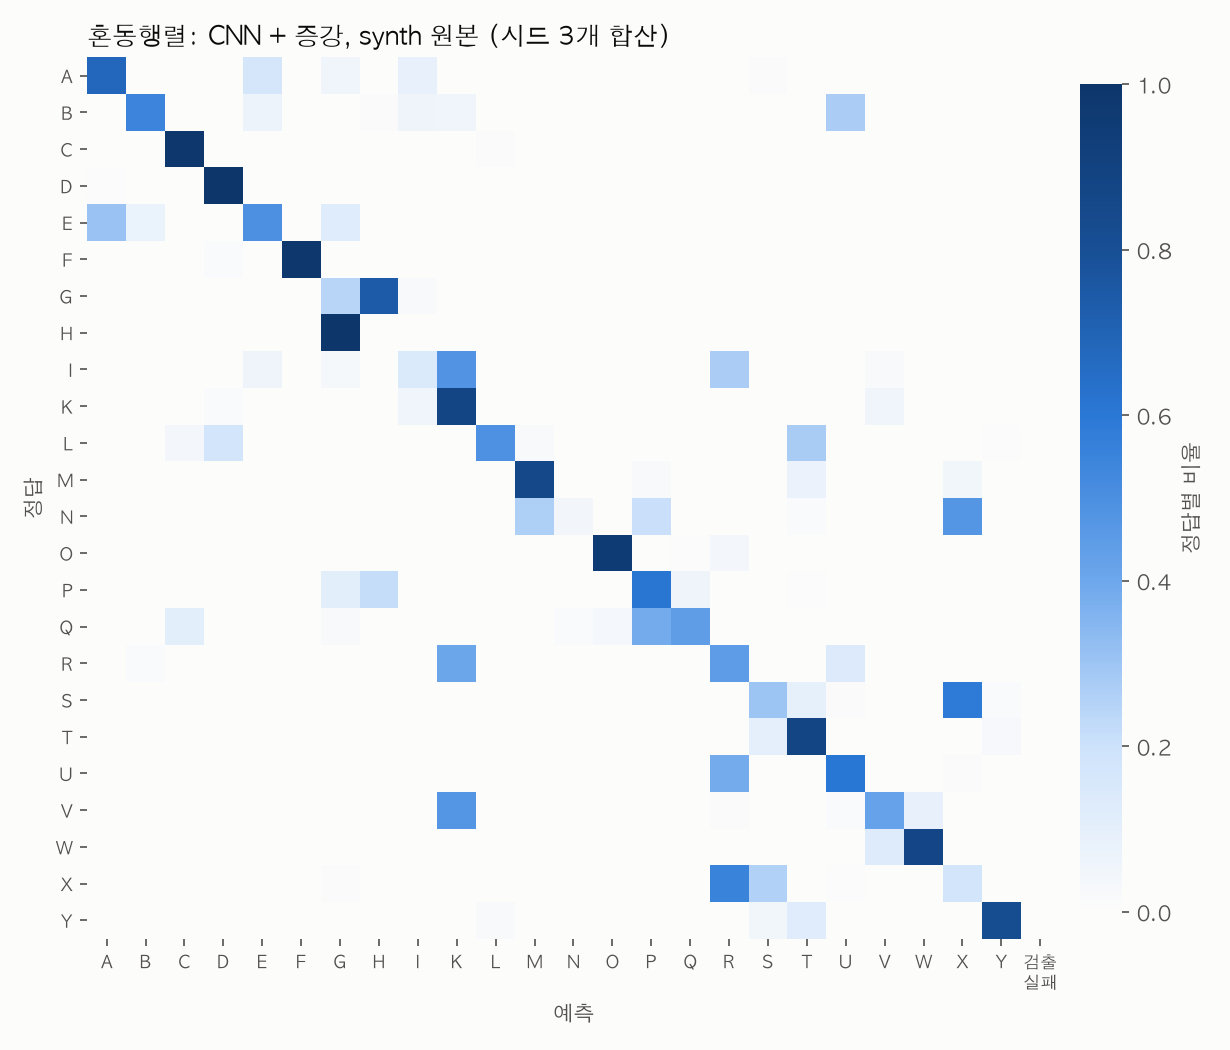 혼동행렬: CNN + 증강, synth 원본 (시드 3개 합산)
정답
A
B
C
D
E
F
G
H
I
K
L
M
N
O
P
Q
R
S
T
U
V
W
X
Y
A B C D E F G H I K L M N O P Q R S T U V W X Y 검출
실패
예측
1.0
0.8
0.6
0.4
0.2
0.0
정답별 비율